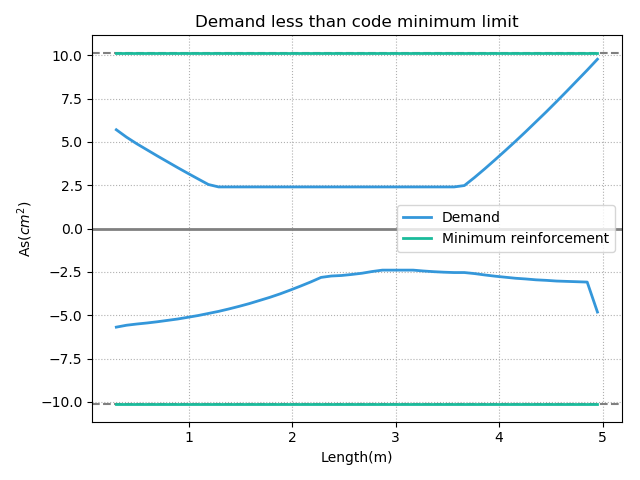 Demand less than code minimum limit
10.0
7.5
5.0
2.5
0.0
−2.5
−5.0
−7.5
−10.0
As(cm²)
Demand
Minimum reinforcement
1
2
3
4
5
Length(m)